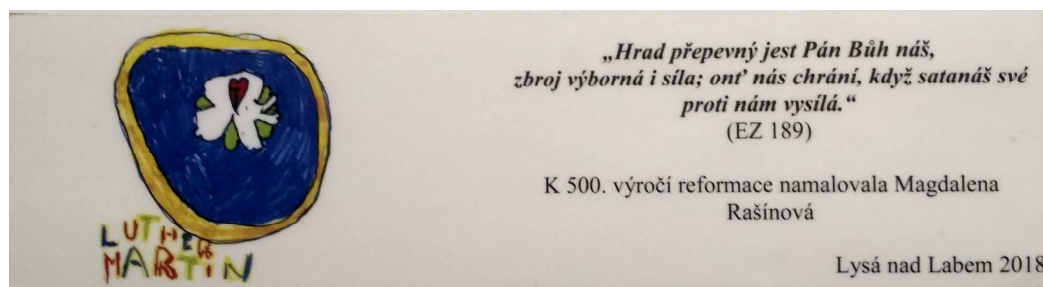 „Hrad přepevný jest Pán Bůh náš,
zbroj výborná i síla; onť nás chrání, když satanáš své
proti nám vysílá.“
(EZ 189)
K 500. výročí reformace namalovala Magdalena
Rašínová
Lysá nad Labem 2018
LUTHER
MARTIN